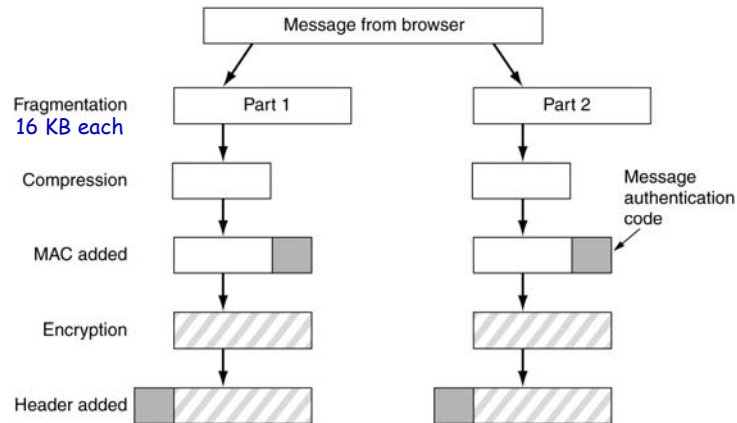 Message from browser
Fragmentation
16 KB each
Part 1
Part 2
Compression
Message
authentication
code
MAC added
Encryption
Header added